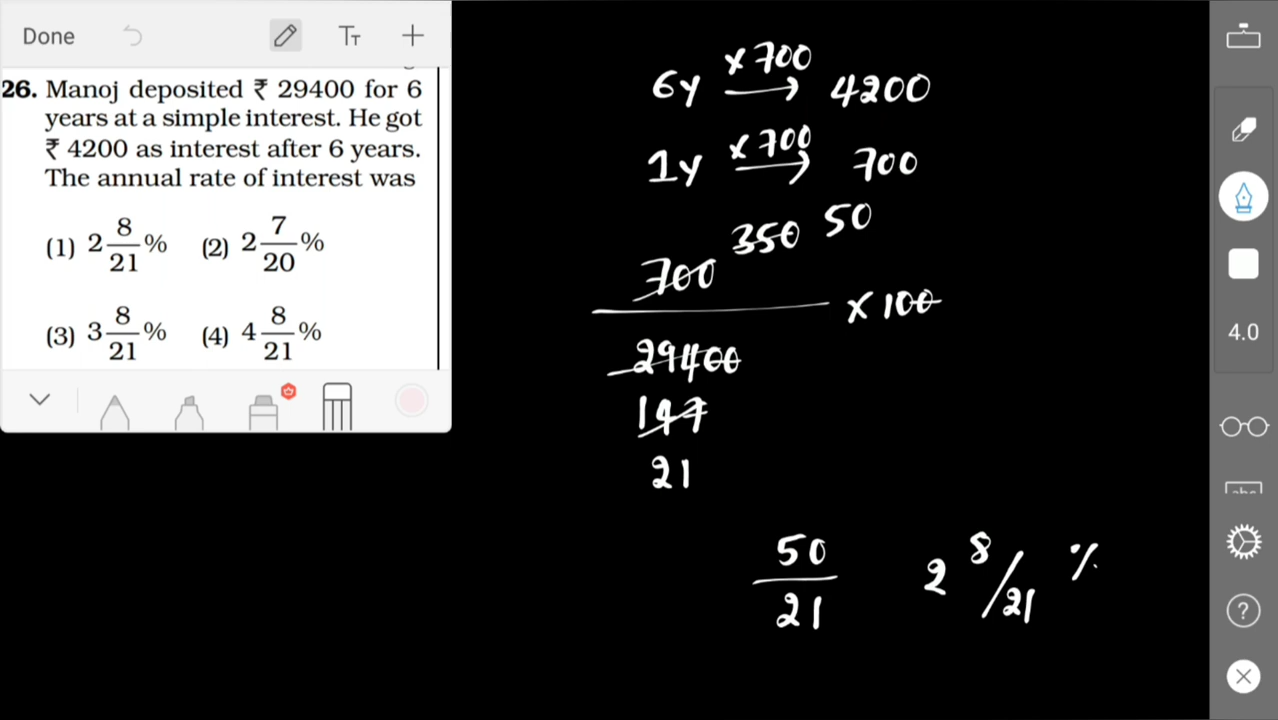 Done Tт +
26. Manoj deposited ₹ 29400 for 6
years at a simple interest. He got
₹ 4200 as interest after 6 years.
The annual rate of interest was
(1) 2 8/21 % (2) 2 7/20 %
(3) 3 8/21 % (4) 4 8/21 %
× 700
6y → 4200
× 700
1y → 700
350 50
700
× 100
29400
147
21
50
21
2 8/21 %
4.0
abc
?